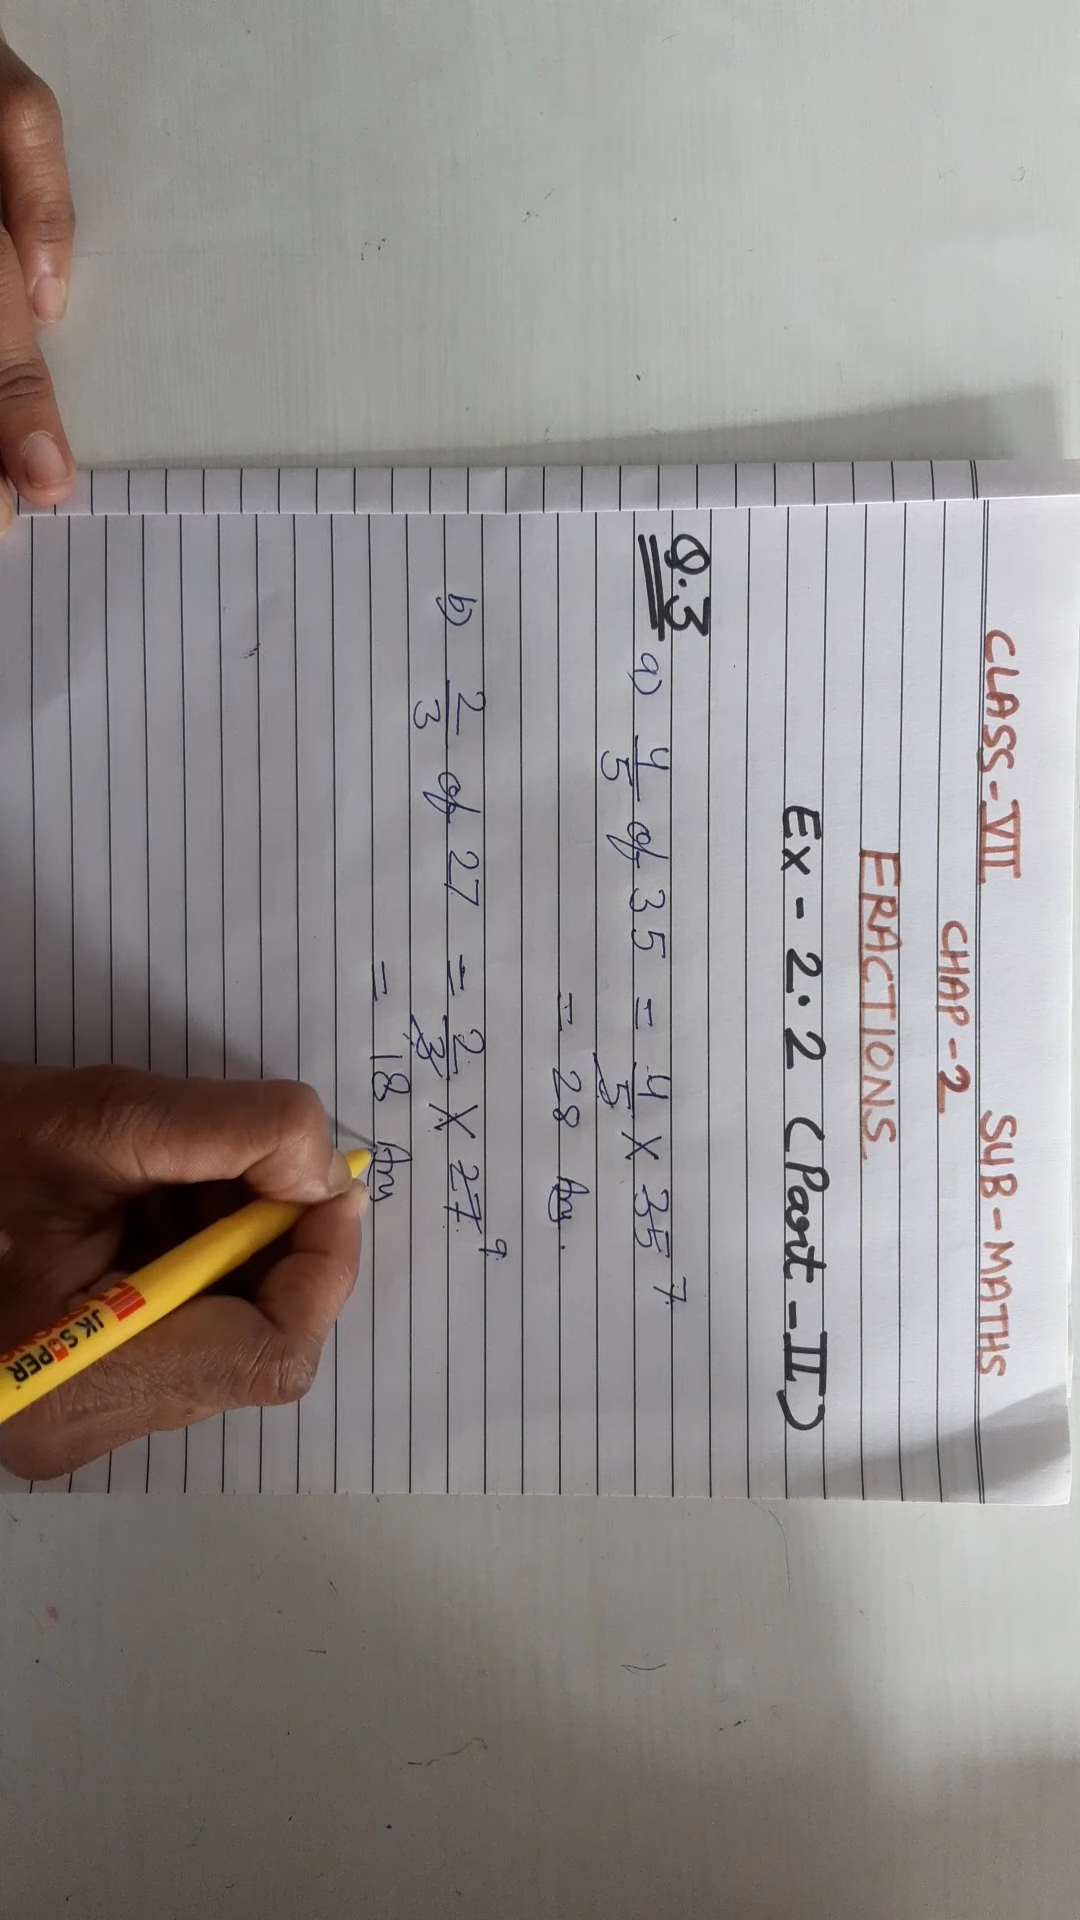 CLASS-VII SUB-MATHS
CHAP-2
FRACTIONS
Ex-2.2 (Part-II)
Q.3 a) 4/5 of 35 = 4/5 × 35 7
= 28 Ans.
b) 2/3 of 27 = 2/3 × 27 9
= 18 Ans
JK SUPER